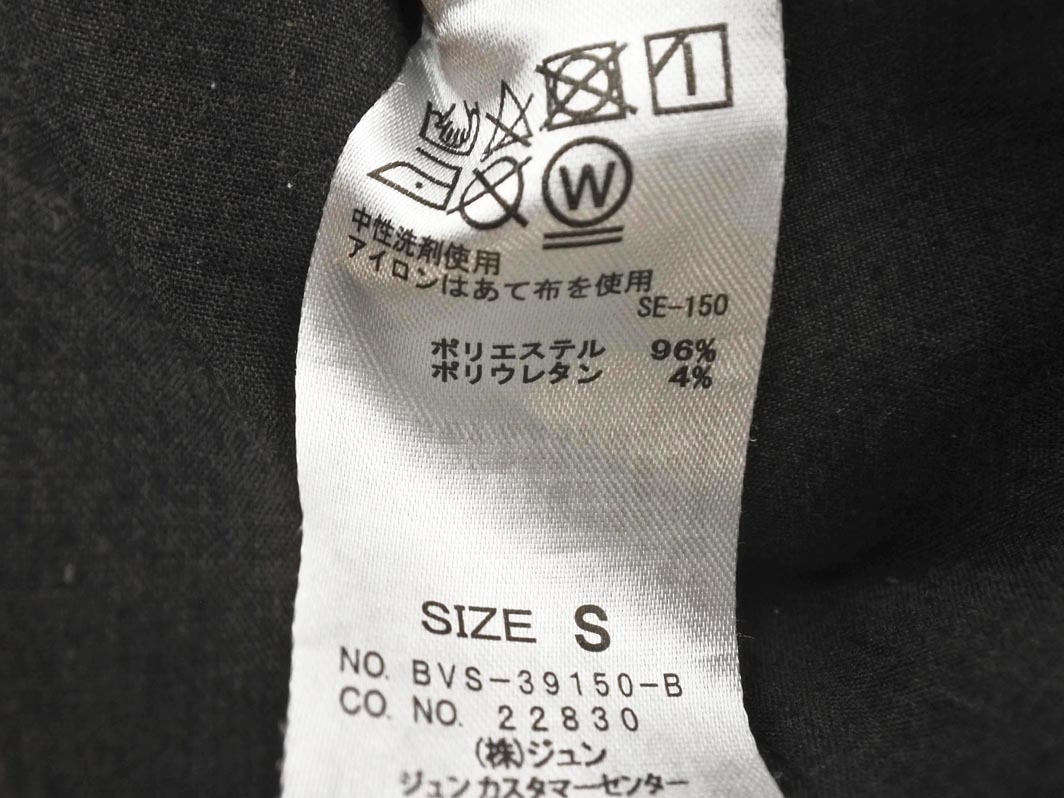 W
中性洗剤使用
アイロンはあて布を使用
SE-150
ポリエステル 96%
ポリウレタン 4%
SIZE S
NO. BVS-39150-B
CO. NO. 22830
(株)ジュン
ジュンカスタマーセンター